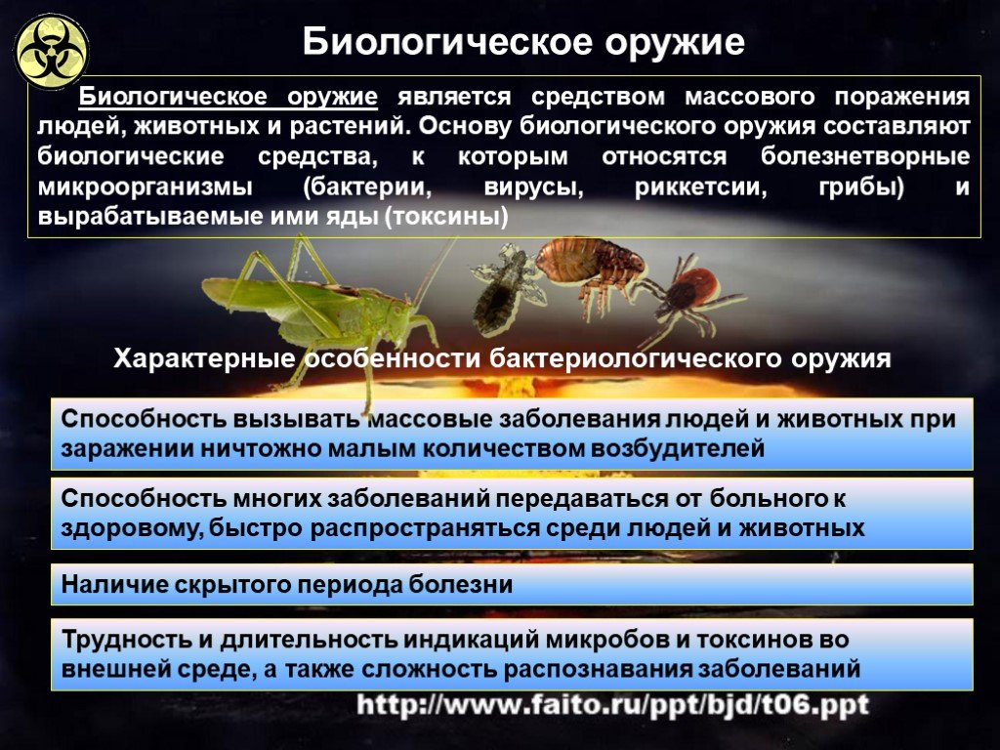 Биологическое оружие
Биологическое оружие является средством массового поражения
людей, животных и растений. Основу биологического оружия составляют
биологические средства, к которым относятся болезнетворные
микроорганизмы (бактерии, вирусы, риккетсии, грибы) и
вырабатываемые ими яды (токсины)
Характерные особенности бактериологического оружия
Способность вызывать массовые заболевания людей и животных при
заражении ничтожно малым количеством возбудителей
Способность многих заболеваний передаваться от больного к
здоровому, быстро распространяться среди людей и животных
Наличие скрытого периода болезни
Трудность и длительность индикаций микробов и токсинов во
внешней среде, а также сложность распознавания заболеваний
http://www.faito.ru/ppt/bjd/t06.ppt